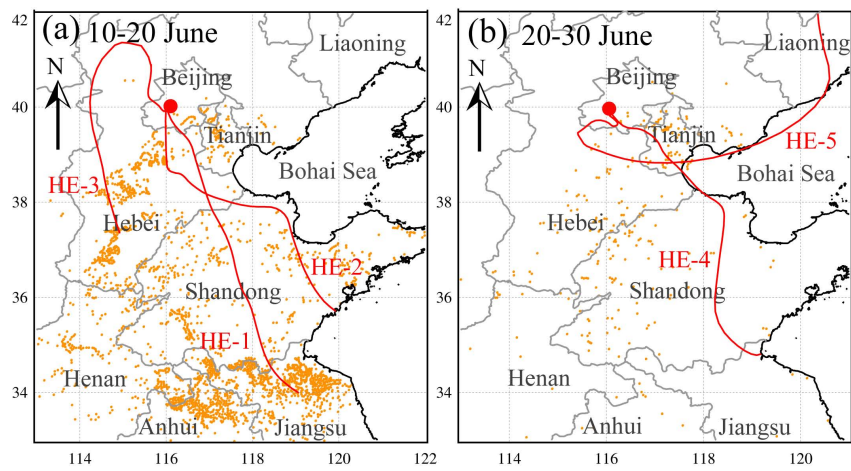 (a) 10-20 June
N
Liaoning
Beijing
Tianjin
Bohai Sea
HE-3
Hebei
HE-2
Shandong
HE-1
Henan
Anhui
Jiangsu
42
40
38
36
34
114
116
118
120
122
(b) 20-30 June
N
Liaoning
Beijing
Tianjin
HE-5
Bohai Sea
Hebei
HE-4
Shandong
Henan
Anhui
Jiangsu
42
40
38
36
34
114
116
118
120